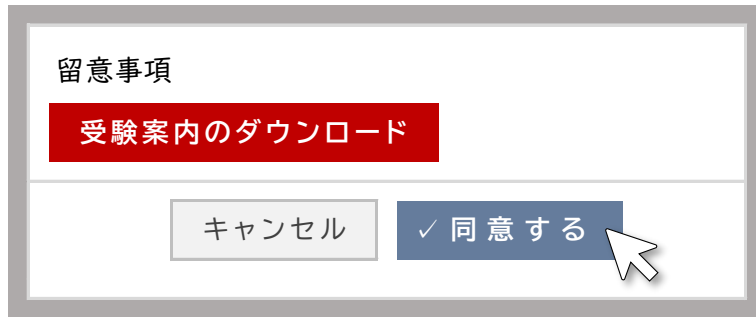 留意事項
受験案内のダウンロード
キャンセル
✓同意する